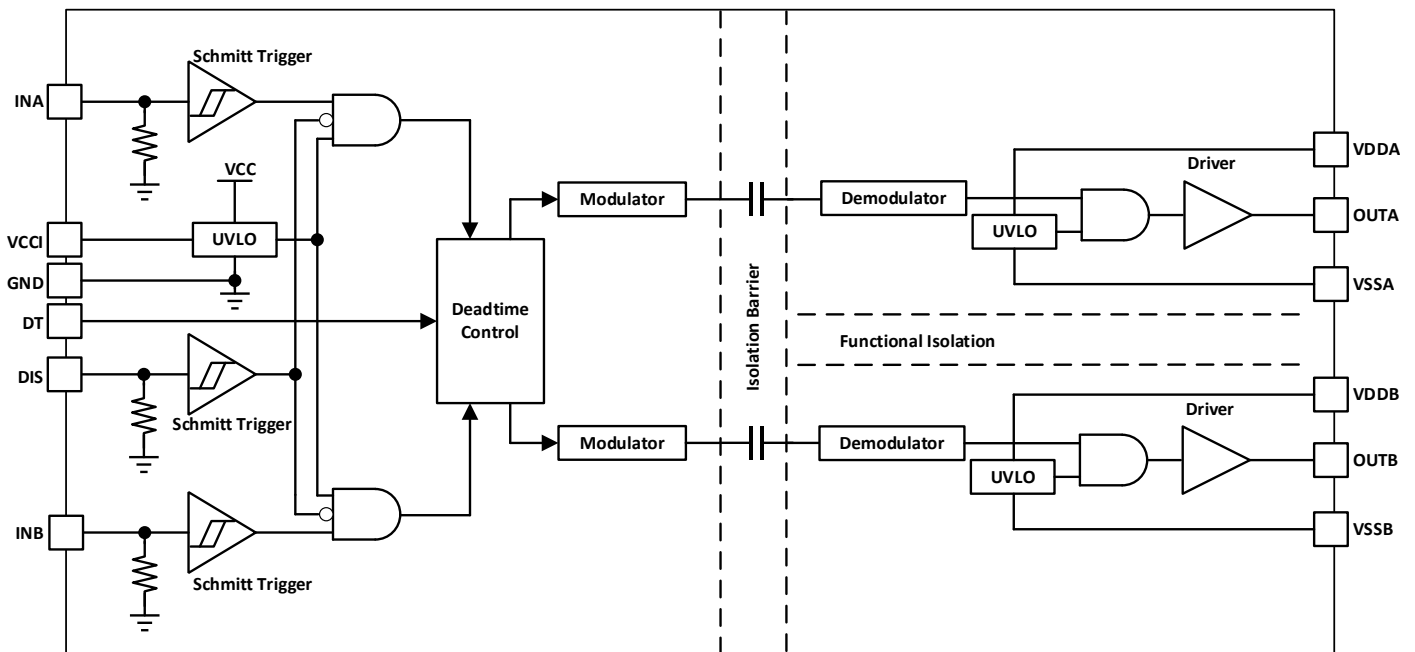 Schmitt Trigger
INA
VCC
VCCI
UVLO
GND
DT
DIS
Schmitt Trigger
INB
Schmitt Trigger
Deadtime
Control
Modulator
Modulator
Isolation Barrier
Demodulator
UVLO
Driver
VDDA
OUTA
VSSA
Functional Isolation
Demodulator
UVLO
Driver
VDDB
OUTB
VSSB